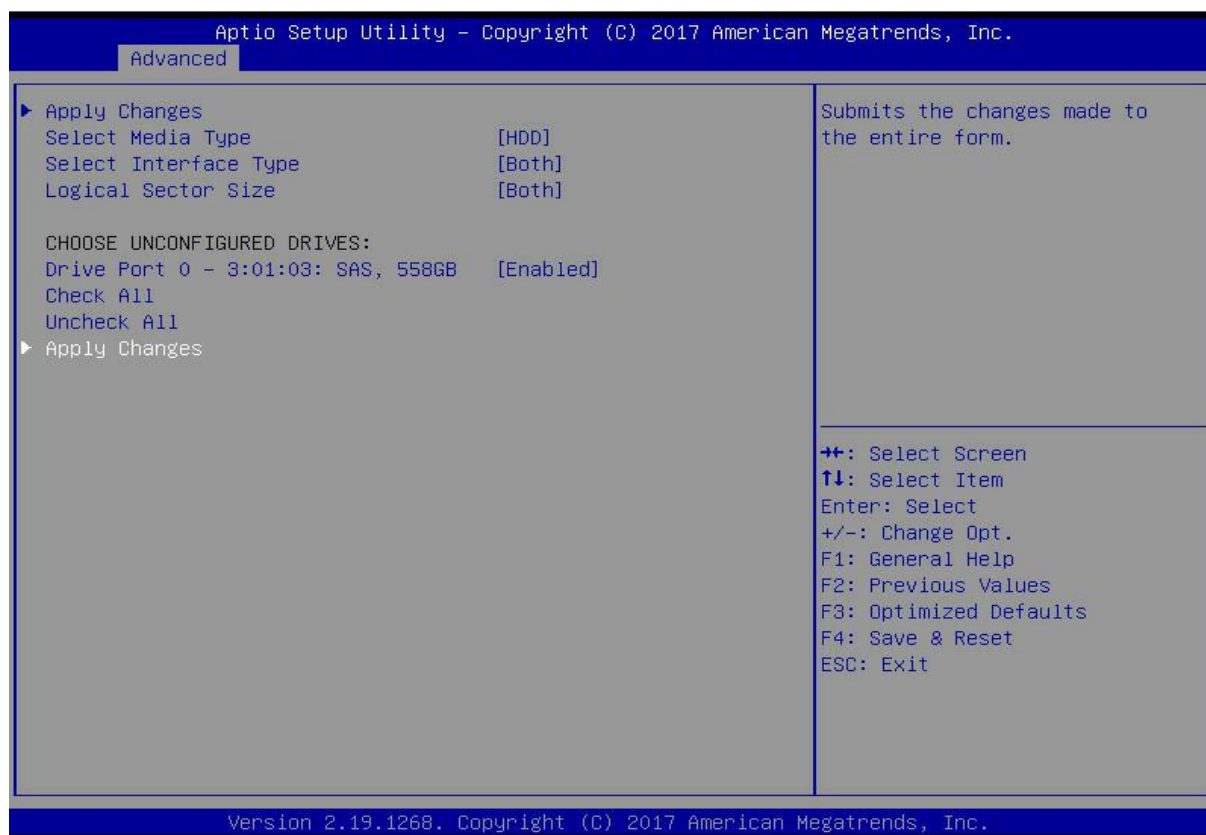 Aptio Setup Utility – Copyright (C) 2017 American Megatrends, Inc.
Advanced
Apply Changes
Select Media Type [HDD]
Select Interface Type [Both]
Logical Sector Size [Both]
CHOOSE UNCONFIGURED DRIVES:
Drive Port 0 – 3:01:03: SAS, 558GB [Enabled]
Check All
Uncheck All
Apply Changes
Submits the changes made to
the entire form.
→←: Select Screen
↑↓: Select Item
Enter: Select
+/-: Change Opt.
F1: General Help
F2: Previous Values
F3: Optimized Defaults
F4: Save & Reset
ESC: Exit
Version 2.19.1268. Copyright (C) 2017 American Megatrends, Inc.